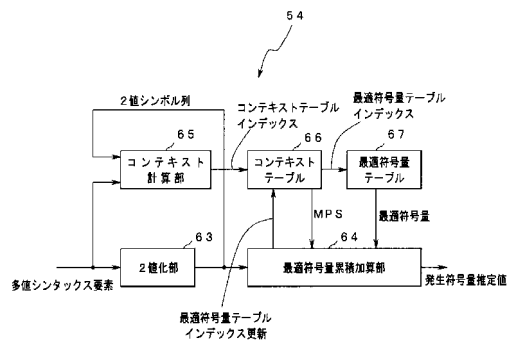 54
2値シンボル列
コンテキストテーブル
インデックス
最適符号量テーブル
インデックス
65
66
67
コンテキスト
計算部
コンテキスト
テーブル
最適符号量
テーブル
MPS
最適符号量
63
64
2値化部
最適符号量累積加算部
多値シンタックス要素
発生符号量推定値
最適符号量テーブル
インデックス更新